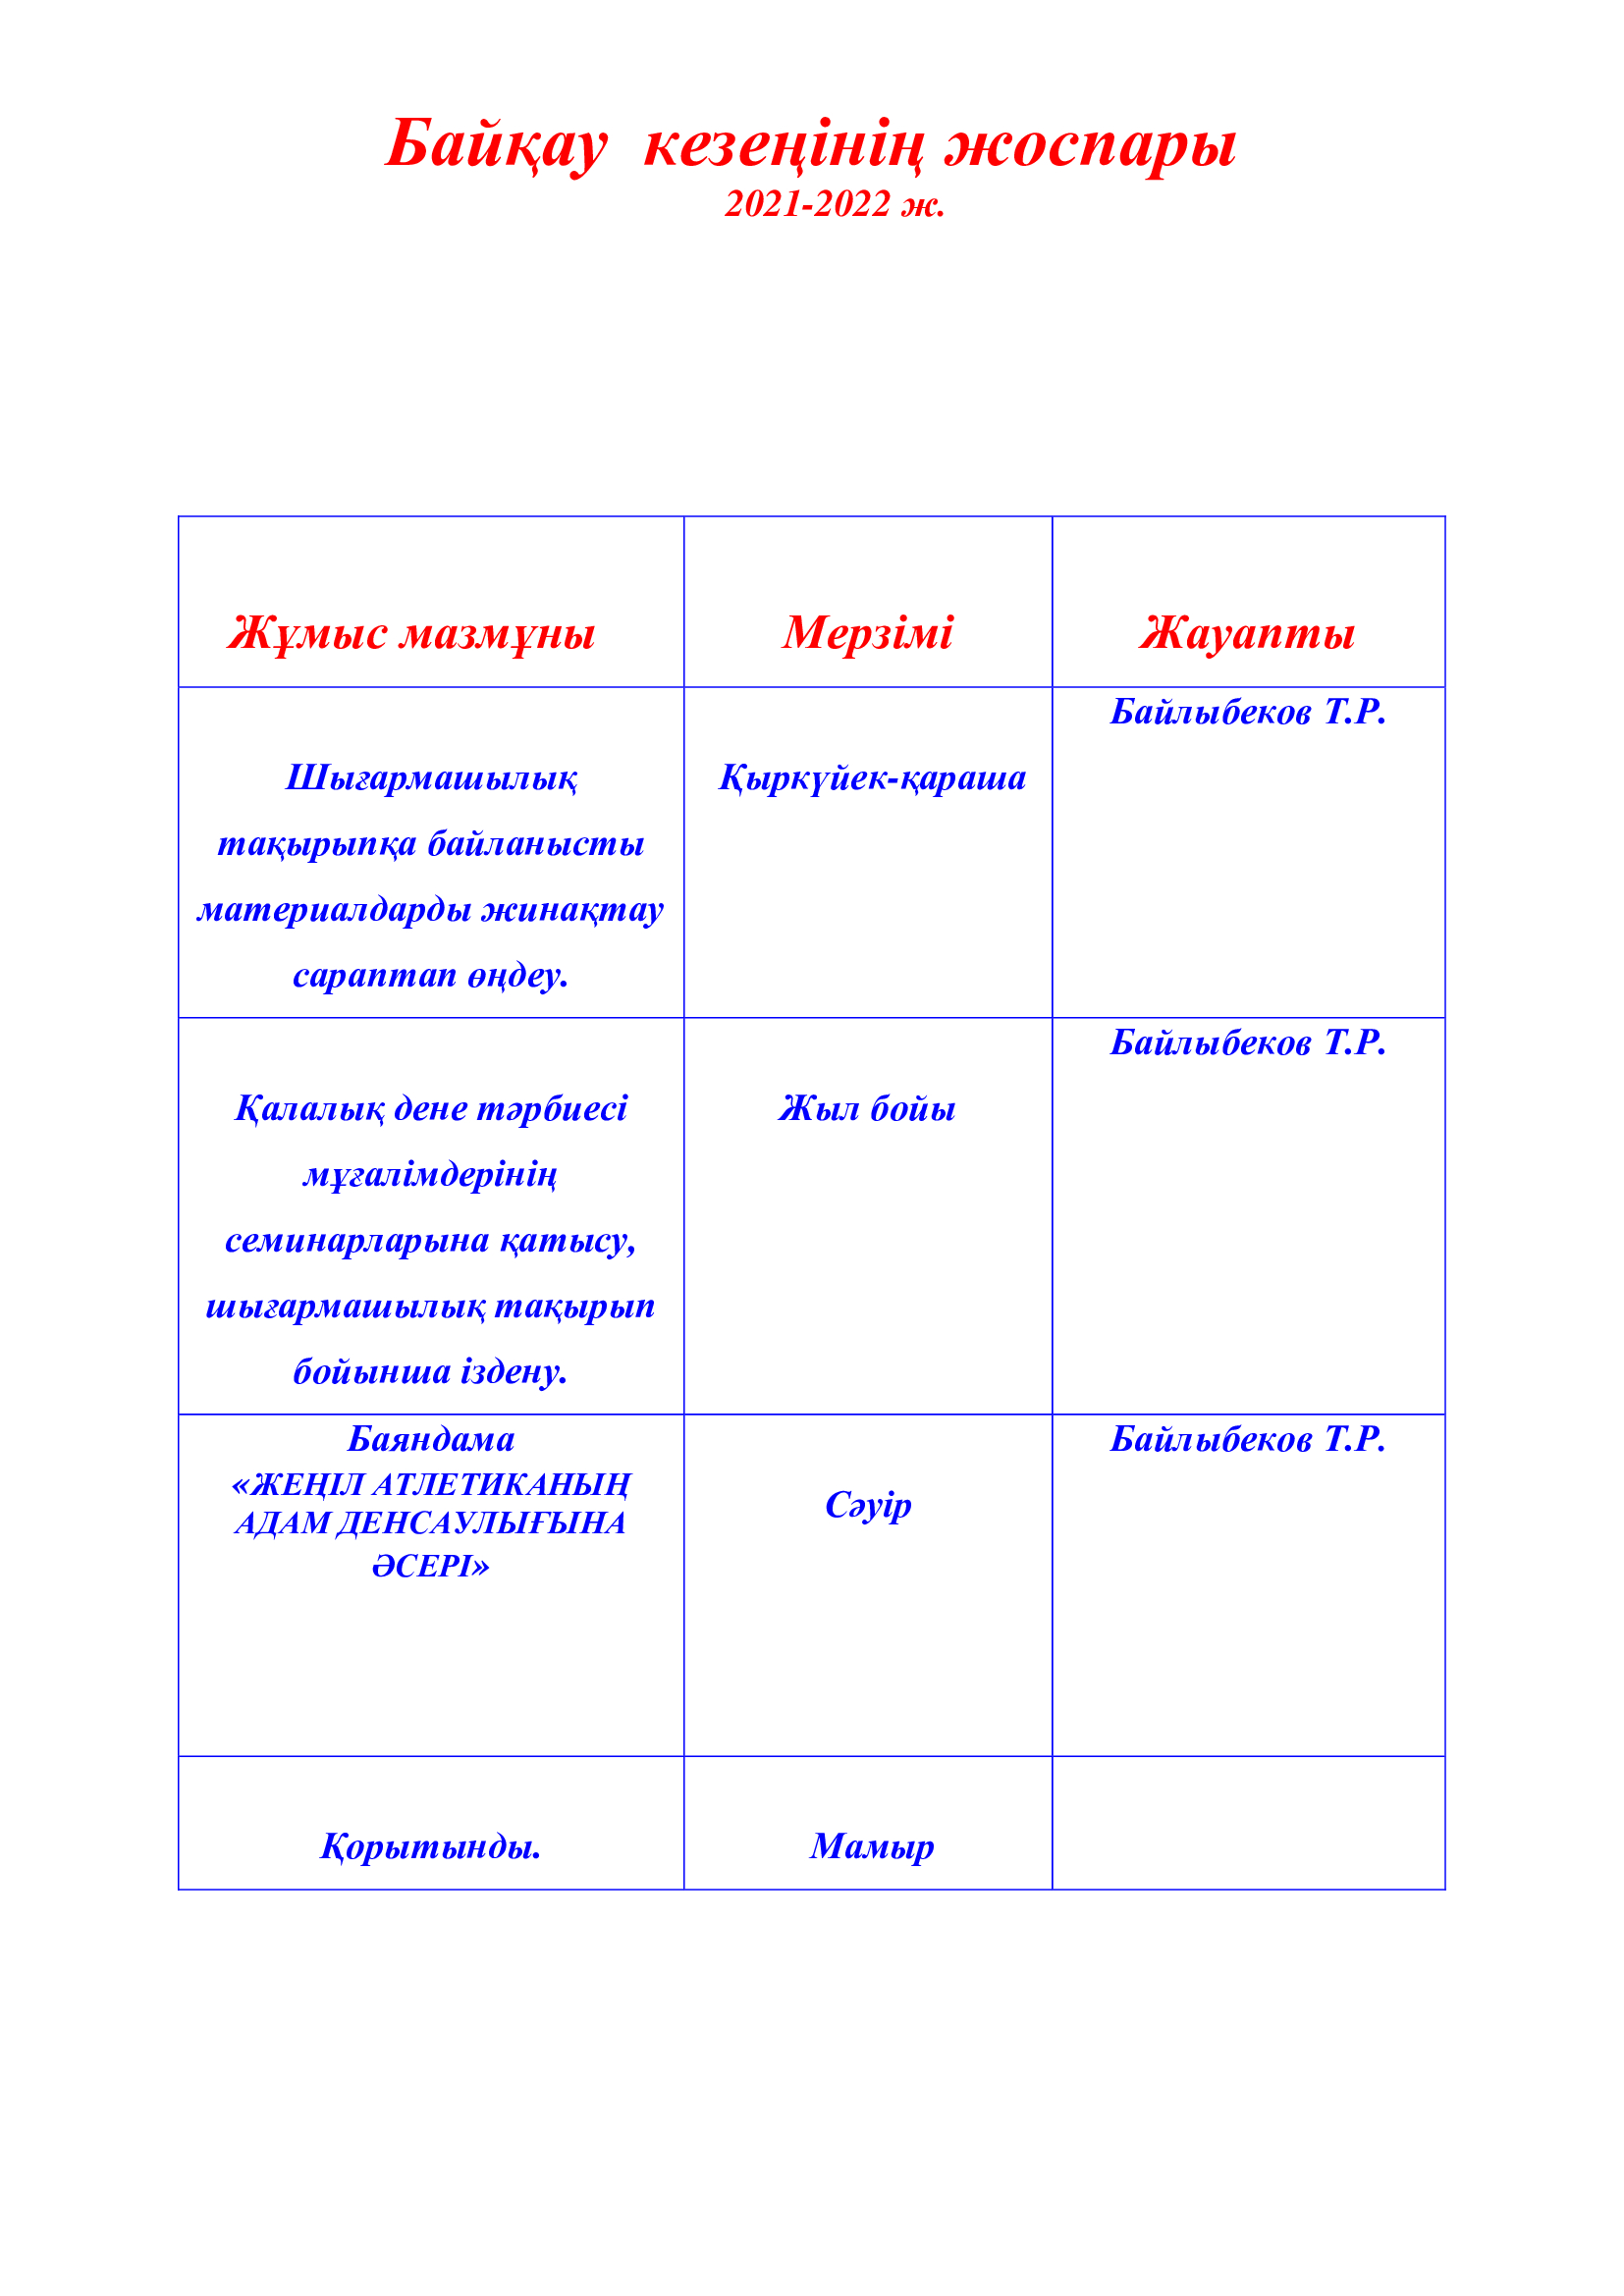 Байқау кезеңінің жоспары
2021-2022 ж.
Жұмыс мазмұны
Мерзімі
Жауапты
Шығармашылық
тақырыпқа байланысты
материалдарды жинақтау
сараптап өңдеу.
Қыркүйек-қараша
Байлыбеков Т.Р.
Қалалық дене тәрбиесі
мұғалімдерінің
семинарларына қатысу,
шығармашылық тақырып
бойынша іздену.
Жыл бойы
Байлыбеков Т.Р.
Баяндама
«ЖЕҢІЛ АТЛЕТИКАНЫҢ
АДАМ ДЕНСАУЛЫҒЫНА
ӘСЕРІ»
Сәуір
Байлыбеков Т.Р.
Қорытынды.
Мамыр